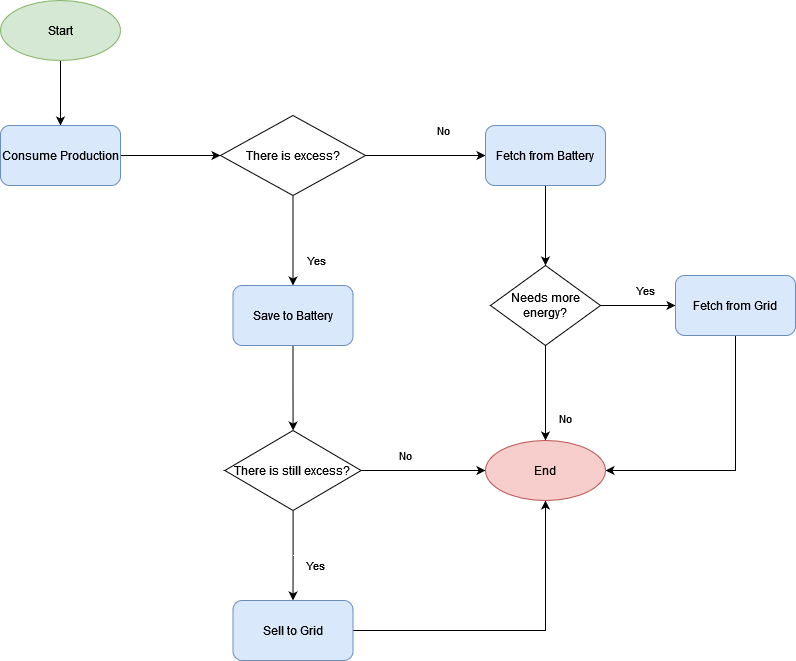 Start
Consume Production
There is excess?
No
Fetch from Battery
Yes
Save to Battery
Needs more
energy?
Yes
Fetch from Grid
No
There is still excess?
No
End
Yes
Sell to Grid